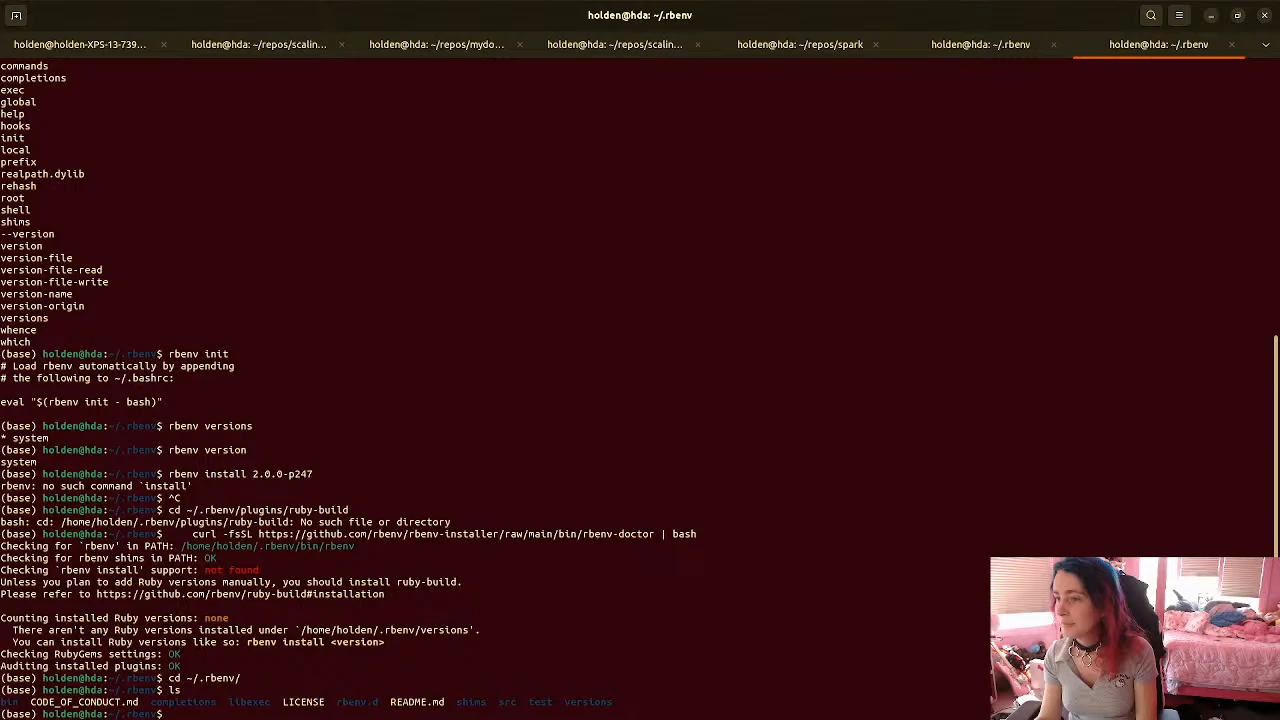 holden@hda: ~/.rbenv
holden@holden-XPS-13-739...
holden@hda: ~/repos/scalin...
holden@hda: ~/repos/mydo...
holden@hda: ~/repos/scalin...
holden@hda: ~/repos/spark
holden@hda: ~/.rbenv
holden@hda: ~/.rbenv
commands
completions
exec
global
help
hooks
init
local
prefix
realpath.dylib
rehash
root
shell
shims
--version
version
version-file
version-file-read
version-file-write
version-name
version-origin
versions
whence
which
(base) holden@hda:~/.rbenv$ rbenv init
# Load rbenv automatically by appending
# the following to ~/.bashrc:
eval "$(rbenv init - bash)"
(base) holden@hda:~/.rbenv$ rbenv versions
* system
(base) holden@hda:~/.rbenv$ rbenv version
system
(base) holden@hda:~/.rbenv$ rbenv install 2.0.0-p247
rbenv: no such command `install'
(base) holden@hda:~/.rbenv$ ^C
(base) holden@hda:~/.rbenv$ cd ~/.rbenv/plugins/ruby-build
bash: cd: /home/holden/.rbenv/plugins/ruby-build: No such file or directory
(base) holden@hda:~/.rbenv$     curl -fsSL https://github.com/rbenv/rbenv-installer/raw/main/bin/rbenv-doctor | bash
Checking for `rbenv' in PATH: /home/holden/.rbenv/bin/rbenv
Checking for rbenv shims in PATH: OK
Checking `rbenv install' support: not found
Unless you plan to add Ruby versions manually, you should install ruby-build.
Please refer to https://github.com/rbenv/ruby-build#installation
Counting installed Ruby versions: none
There aren't any Ruby versions installed under `/home/holden/.rbenv/versions'.
You can install Ruby versions like so: rbenv install <version>
Checking RubyGems settings: OK
Auditing installed plugins: OK
(base) holden@hda:~/.rbenv$ cd ~/.rbenv/
(base) holden@hda:~/.rbenv$ ls
bin CODE_OF_CONDUCT.md completions libexec LICENSE rbenv.d README.md shims src test versions
(base) holden@hda:~/.rbenv$